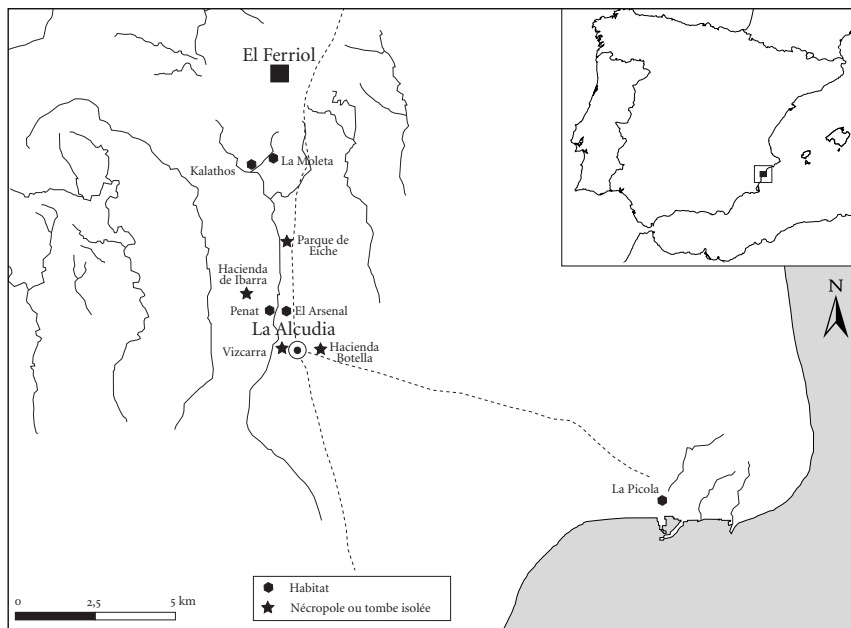 El Ferriol
La Moleta
Kalathos
Parque de
Elche
Hacienda
de Ibarra
Penat
El Arsenal
La Alcudia
Vizcarra
Hacienda
Botella
N
La Picola
Habitat
Nécropole ou tombe isolée
0
2,5
5 km